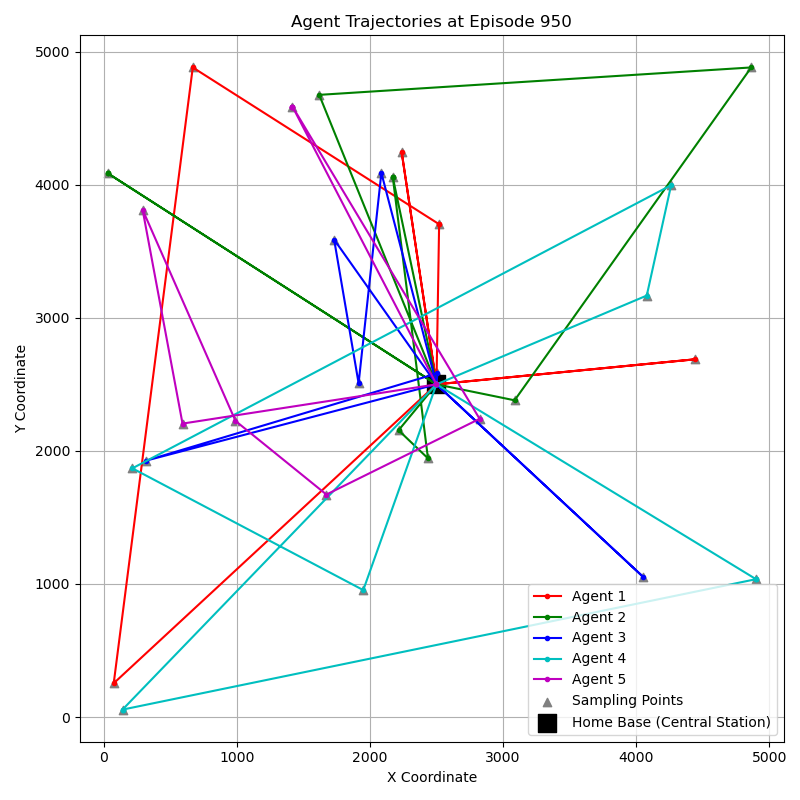 Agent Trajectories at Episode 950
Y Coordinate
5000
4000
3000
2000
1000
0
0 1000 2000 3000 4000 5000
X Coordinate
Agent 1
Agent 2
Agent 3
Agent 4
Agent 5
Sampling Points
Home Base (Central Station)